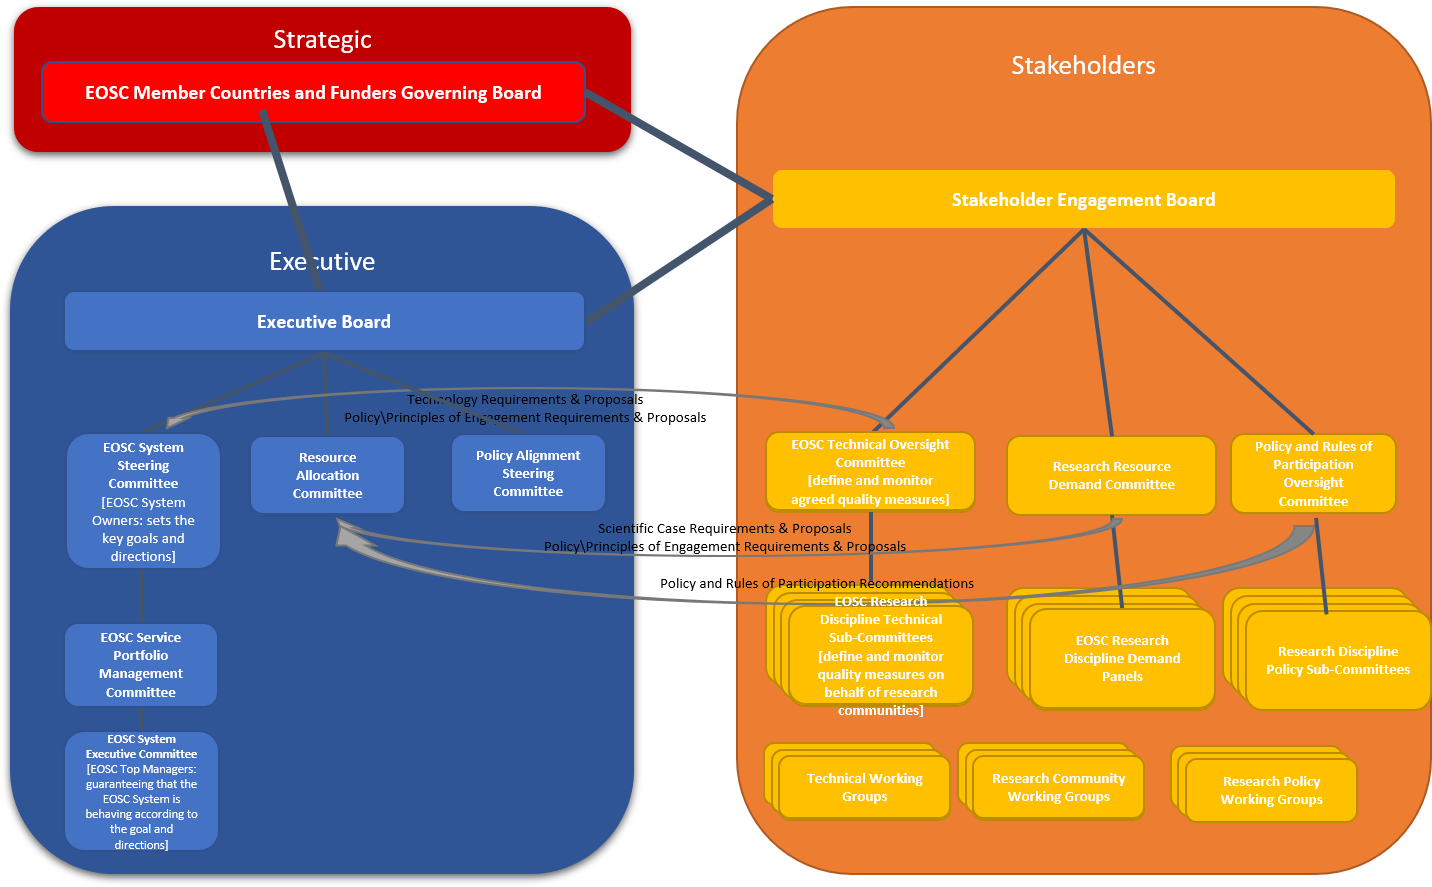 Strategic
EOSC Member Countries and Funders Governing Board
Stakeholders
Stakeholder Engagement Board
Executive
Executive Board
Technology Requirements & Proposals
Policy\Principles of Engagement Requirements & Proposals
EOSC System
Steering
Committee
[EOSC System
Owners: sets the
key goals and
directions]
Resource
Allocation
Committee
Policy Alignment
Steering
Committee
EOSC Technical Oversight
Committee
[define and monitor
agreed quality measures]
Research Resource
Demand Committee
Policy and Rules of
Participation
Oversight
Committee
Scientific Case Requirements & Proposals
Policy\Principles of Engagement Requirements & Proposals
Policy and Rules of Participation Recommendations
EOSC Service
Portfolio
Management
Committee
EOSC Research
Discipline Technical
Sub-Committees
[define and monitor
quality measures on
behalf of research
communities]
EOSC Research
Discipline Demand
Panels
Research Discipline
Policy Sub-Committees
EOSC System
Executive Committee
[EOSC Top Managers:
guaranteeing that the
EOSC System is
behaving according to
the goal and
directions]
Technical Working
Groups
Research Community
Working Groups
Research Policy
Working Groups